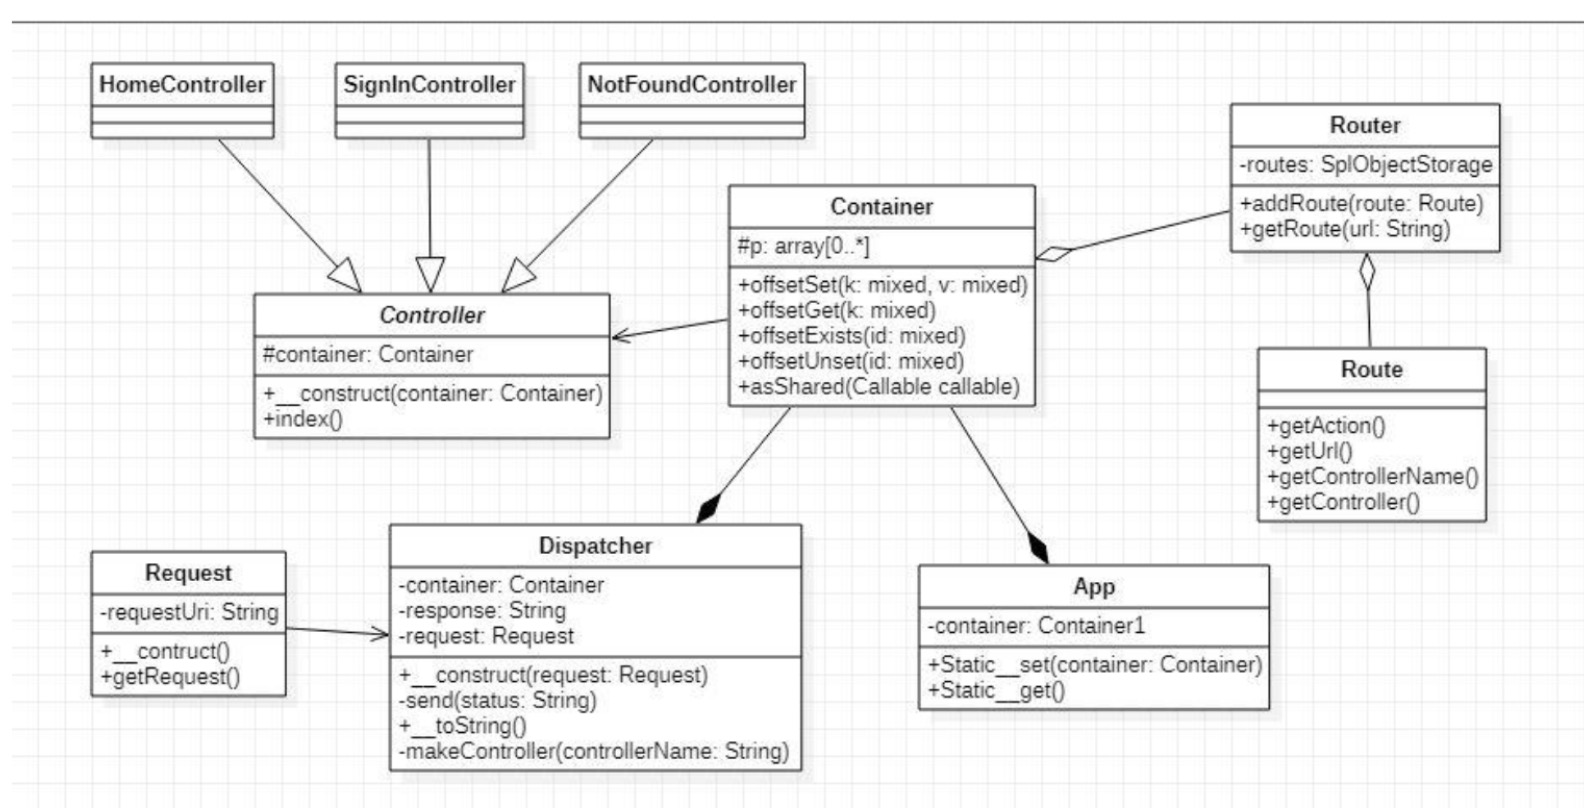 HomeController
SignInController
NotFoundController
Router
-routes: SplObjectStorage
+addRoute(route: Route)
+getRoute(url: String)
Container
#p: array[0..*]
+offsetSet(k: mixed, v: mixed)
+offsetGet(k: mixed)
+offsetExists(id: mixed)
+offsetUnset(id: mixed)
+asShared(Callable callable)
Controller
#container: Container
+__construct(container: Container)
+index()
Route
+getAction()
+getUrl()
+getControllerName()
+getController()
Request
-requestUri: String
+__contruct()
+getRequest()
Dispatcher
-container: Container
-response: String
-request: Request
+__construct(request: Request)
-send(status: String)
+__toString()
-makeController(controllerName: String)
App
-container: Container1
+Static__set(container: Container)
+Static__get()